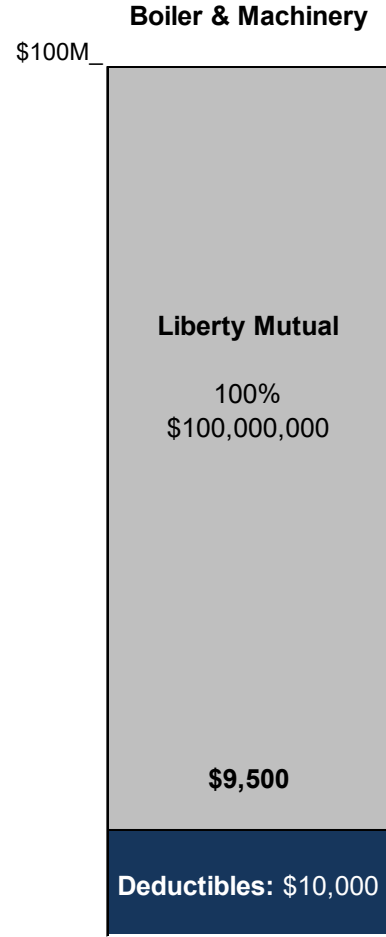 Boiler & Machinery
$100M_
Liberty Mutual
100%
$100,000,000
$9,500
Deductibles: $10,000